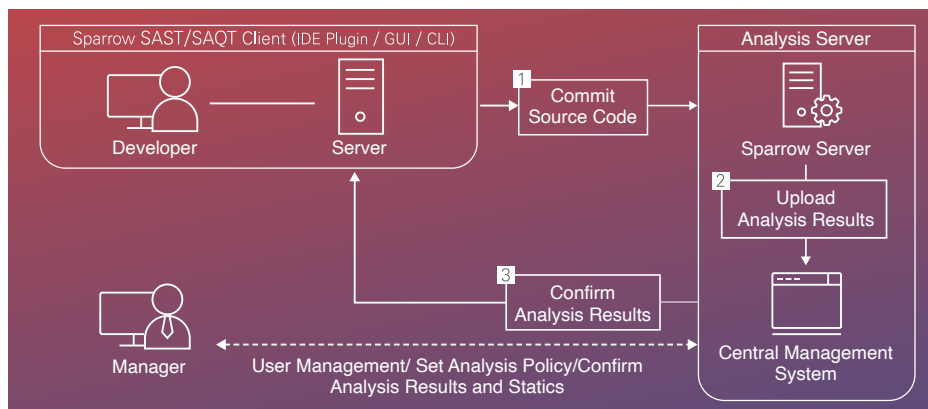 Sparrow SAST/SAQT Client (IDE Plugin / GUI / CLI)
Developer
Server
1
Commit
Source Code
Analysis Server
Sparrow Server
2
Upload
Analysis Results
Central Management
System
3
Confirm
Analysis Results
Manager
User Management/ Set Analysis Policy/Confirm
Analysis Results and Statics